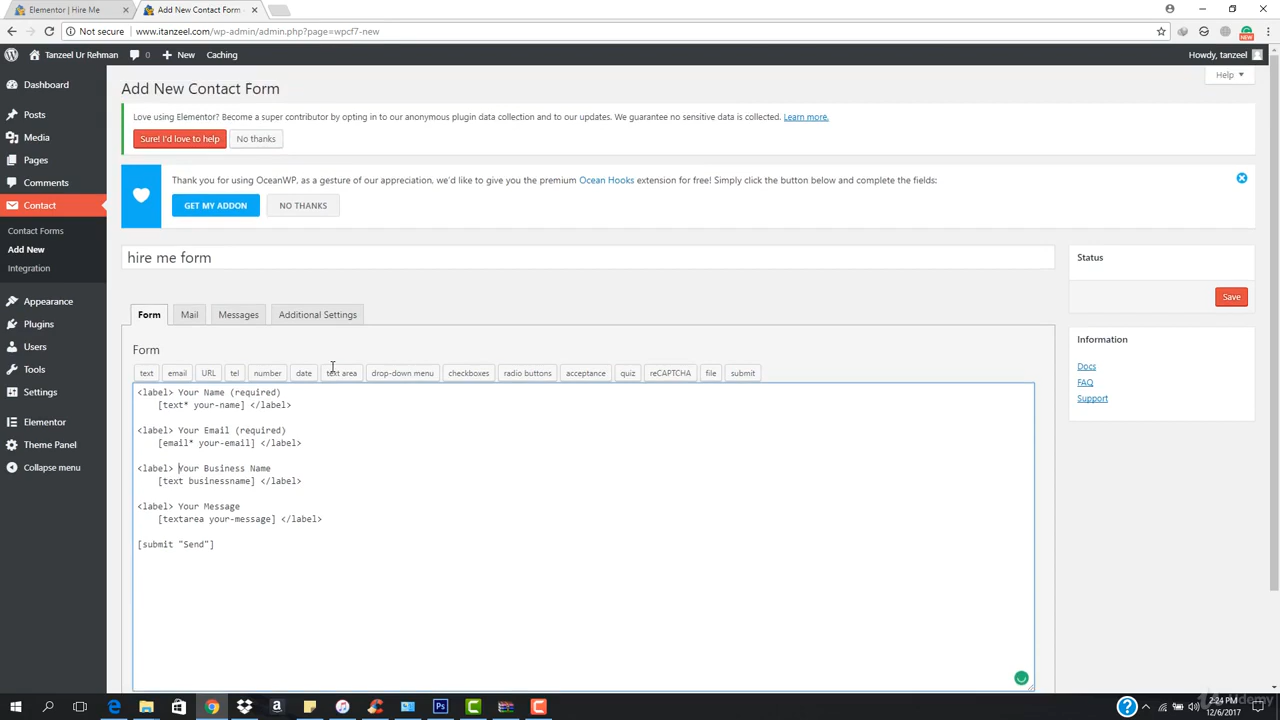 Elementor | Hire Me
Add New Contact Form
Not secure
www.itanzeel.ur/wp-admin/admin.php?page=wpcf7-new
Tanzeel Ur Rehman
0
New
Caching
Howdy, tanzeel
Help
Dashboard
Posts
Media
Pages
Comments
Contact
Contact Forms
Add New
Integration
Appearance
Plugins
Users
Tools
Settings
Elementor
Theme Panel
Collapse menu
Add New Contact Form
Love using Elementor? Become a super contributor by opting in to our anonymous plugin data collection and to our updates. We guarantee no sensitive data is collected. Learn more.
Sure! I'd love to help
No thanks
Thank you for using OceanWP, as a gesture of our appreciation, we'd like to give you the premium Ocean Hooks extension for free! Simply click the button below and complete the fields:
GET MY ADDON
NO THANKS
hire me form
Form
Mail
Messages
Additional Settings
Form
text
email
URL
tel
number
date
text area
drop-down menu
checkboxes
radio buttons
acceptance
quiz
reCAPTCHA
file
submit
<label> Your Name (required)
[text* your-name] </label>
<label> Your Email (required)
[email* your-email] </label>
<label> Your Business Name
[text businessname] </label>
<label> Your Message
[textarea your-message] </label>
[submit "Send"]
Status
Save
Information
Docs
FAQ
Support
2:24 PM
12/6/2017